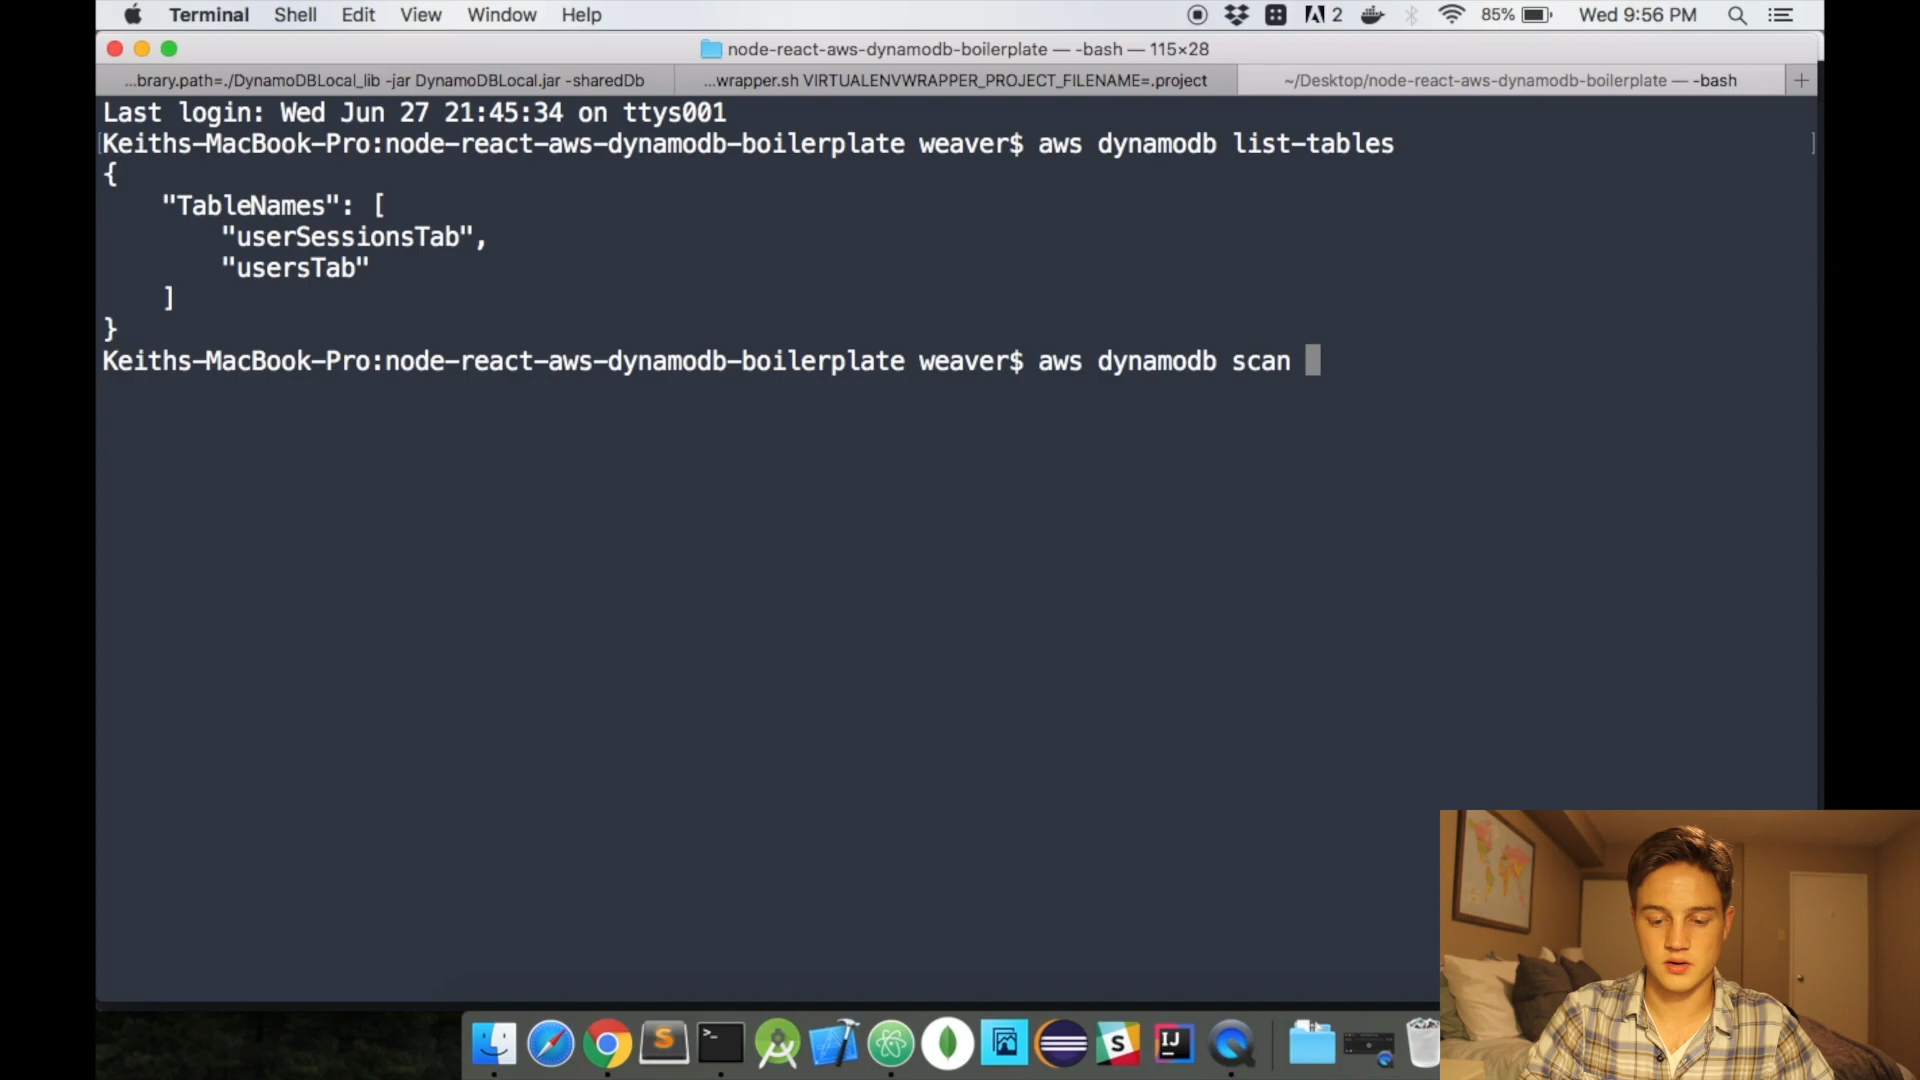 Terminal Shell Edit View Window Help 2 85% Wed 9:56 PM
node-react-aws-dynamodb-boilerplate — -bash — 115×28
...brary.path=./DynamoDBLocal_lib -jar DynamoDBLocal.jar -sharedDb ...wrapper.sh VIRTUALENVWRAPPER_PROJECT_FILENAME=.project ~/Desktop/node-react-aws-dynamodb-boilerplate — -bash
Last login: Wed Jun 27 21:45:34 on ttys001
[Keiths-MacBook-Pro:node-react-aws-dynamodb-boilerplate weaver$ aws dynamodb list-tables ]
{
"TableNames": [
"userSessionsTab",
"usersTab"
]
}
Keiths-MacBook-Pro:node-react-aws-dynamodb-boilerplate weaver$ aws dynamodb scan
S >_ S IJ